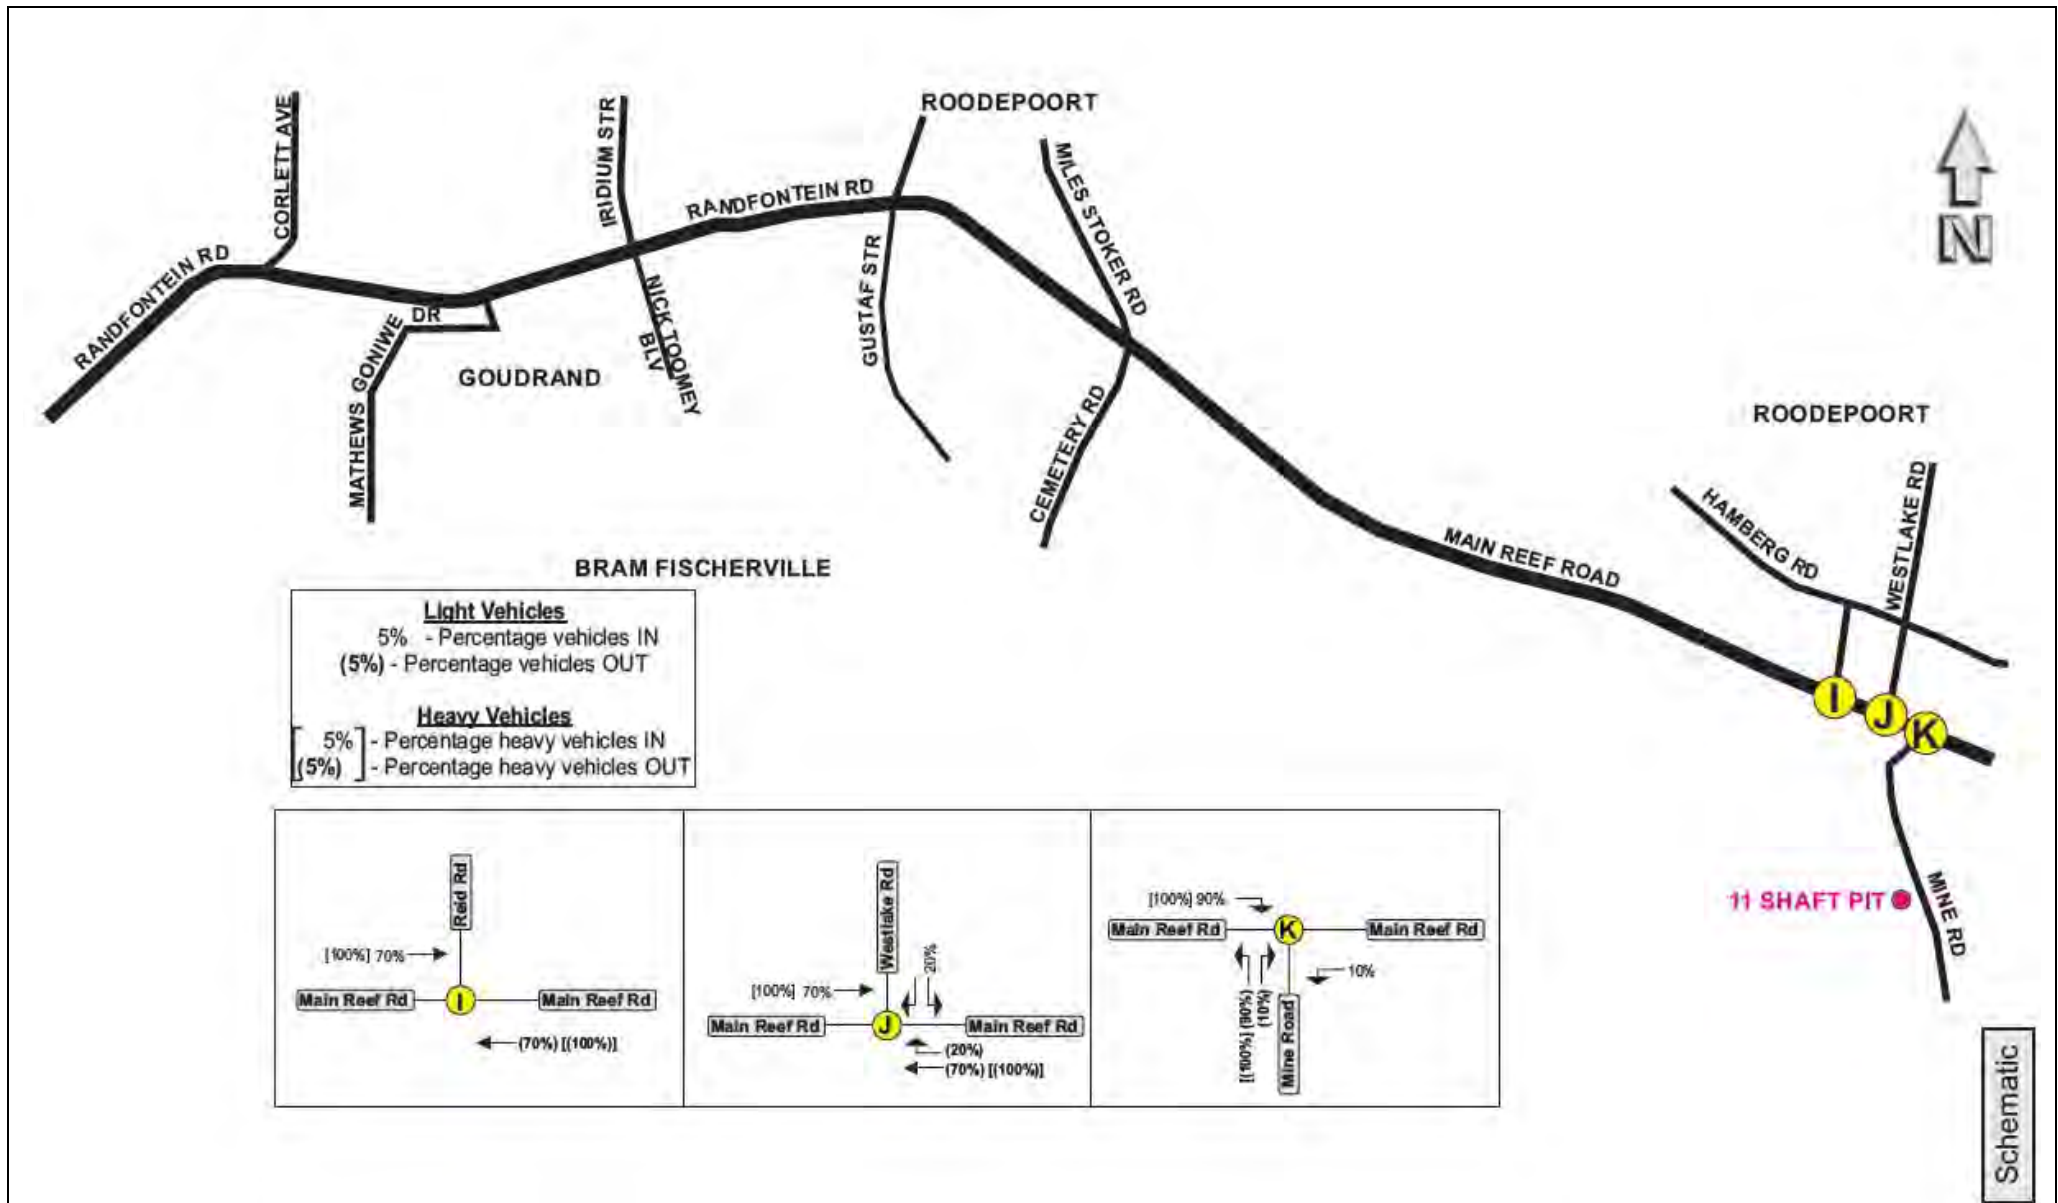 ROODEPOORT
CORLETT AVE
IRIDIUM STR
RANDFONTEIN RD
MILES STOKER RD
N
RANDFONTEIN RD
GUSTAF STR
NICK TOOMEY
BLV
MATHEWS GONIWE DR
GOUDRAND
CEMETERY RD
ROODEPOORT
HAMBERG RD
WESTLAKE RD
MAIN REEF ROAD
BRAM FISCHERVILLE
Light Vehicles
5% - Percentage vehicles IN
(5%) - Percentage vehicles OUT
Heavy Vehicles
[5%] - Percentage heavy vehicles IN
[(5%)] - Percentage heavy vehicles OUT
I
J
K
11 SHAFT PIT
MINE RD
Reid Rd
[100%] 70%
Main Reef Rd
I
Main Reef Rd
(70%) [(100%)]
Westlake Rd
20%
[100%] 70%
Main Reef Rd
J
Main Reef Rd
(20%)
(70%) [(100%)]
[100%] 90%
Main Reef Rd
K
Main Reef Rd
10%
[(100%)] (90%)
(10%)
Mine Road
Schematic